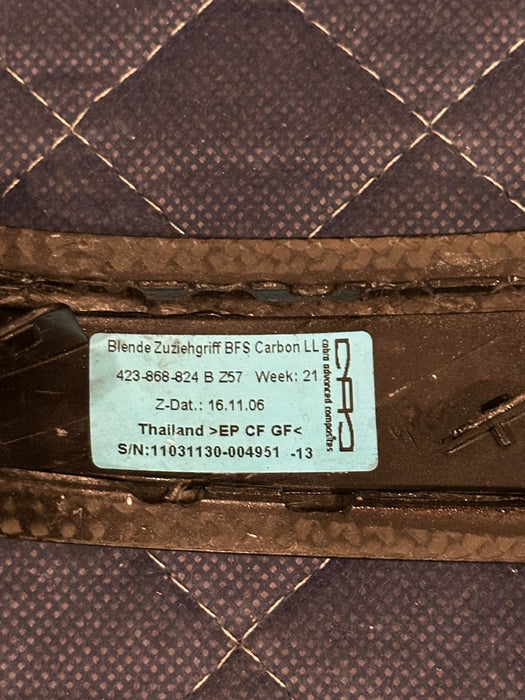 Blende Zuziehgriff BFS Carbon LL
423-868-824 B Z57 Week: 21
Z-Dat.: 16.11.06
Thailand >EP CF GF<
S/N:11031130-004951 -13
CAC
cobra advanced composites